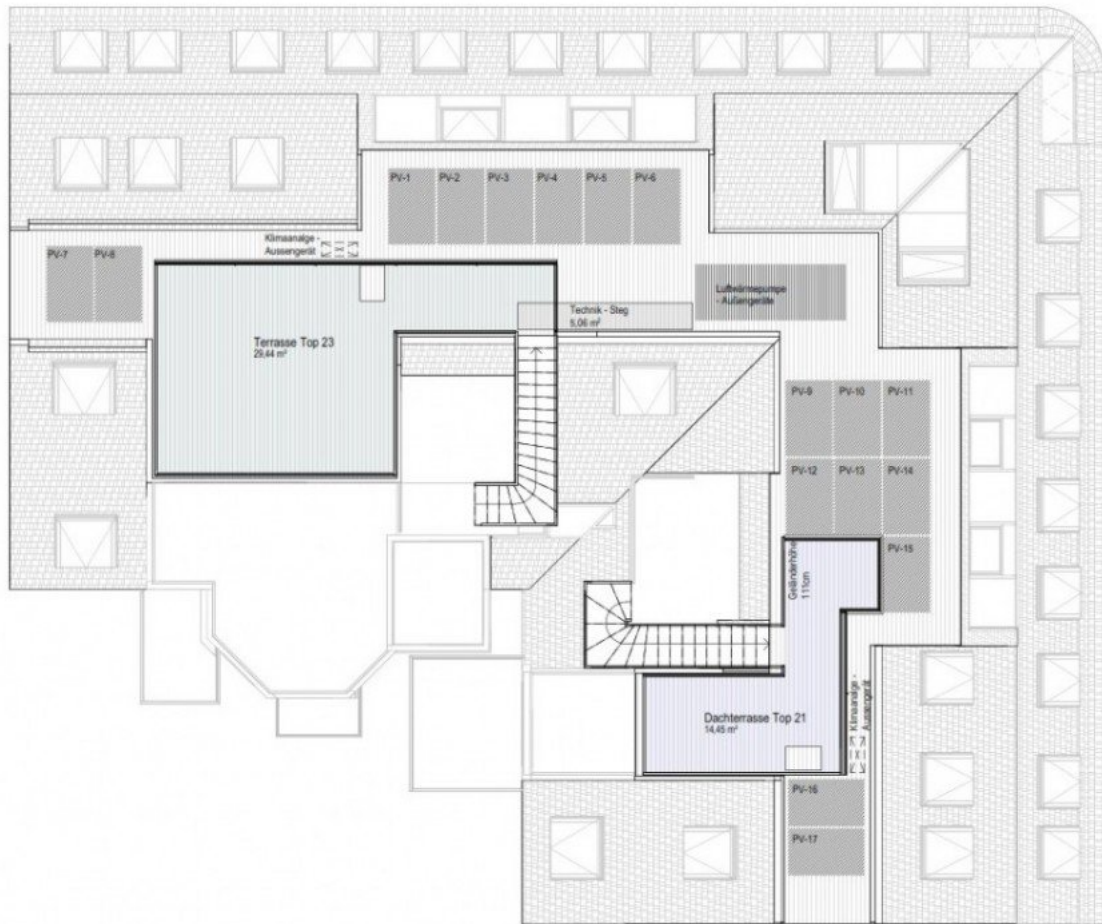 PV-1
PV-2
PV-3
PV-4
PV-5
PV-6
Klimaanalge -
Aussengerät
PV-7
PV-8
Luftwärmepumpe
- Außengeräte
Technik - Steg
5,06 m²
Terrasse Top 23
29,44 m²
PV-9
PV-10
PV-11
PV-12
PV-13
PV-14
PV-15
Geländerhöhe
111cm
Klimaanalge -
Aussengerät
Dachterrasse Top 21
14,45 m²
PV-16
PV-17